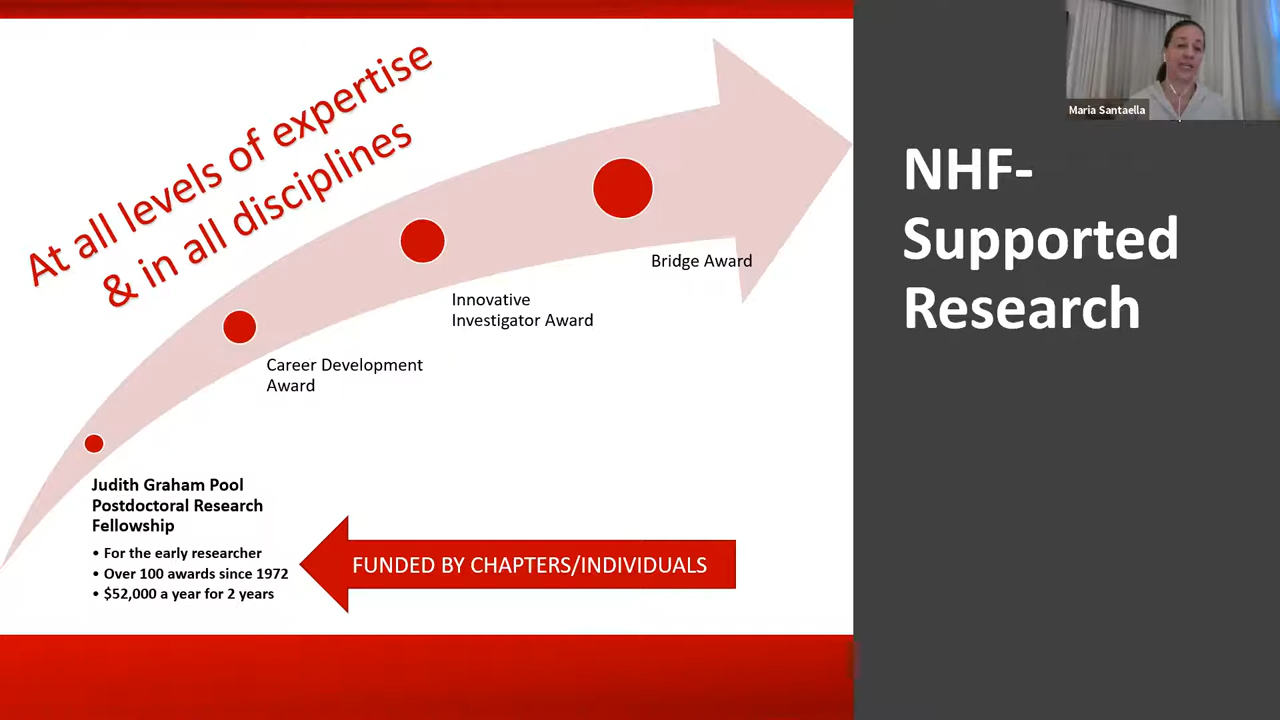 At all levels of expertise
& in all disciplines
Bridge Award
Innovative
Investigator Award
Career Development
Award
Judith Graham Pool
Postdoctoral Research
Fellowship
• For the early researcher
• Over 100 awards since 1972
• $52,000 a year for 2 years
FUNDED BY CHAPTERS/INDIVIDUALS
Maria Santaella
NHF-
Supported
Research